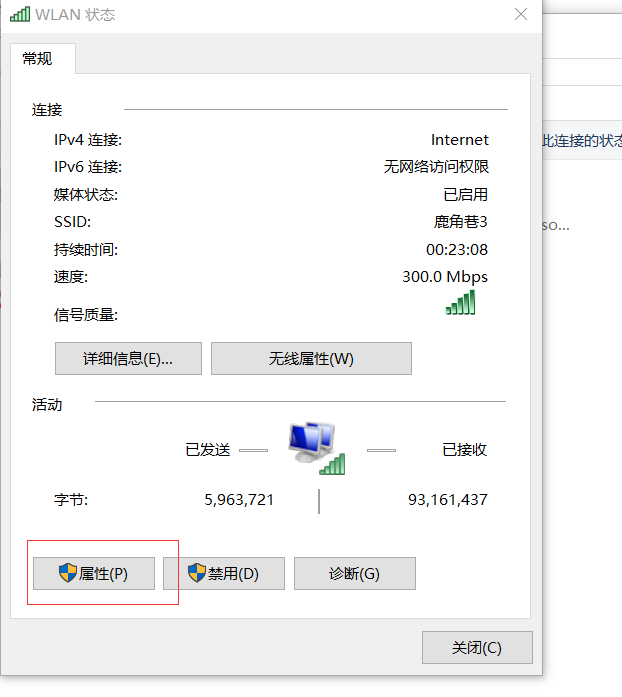 WLAN 状态
常规
连接
IPv4 连接: Internet
IPv6 连接: 无网络访问权限
媒体状态: 已启用
SSID: 鹿角巷3
持续时间: 00:23:08
速度: 300.0 Mbps
信号质量:
详细信息(E)... 无线属性(W)
活动
已发送 已接收
字节: 5,963,721 93,161,437
属性(P) 禁用(D) 诊断(G)
关闭(C)
此连接的状态
so...